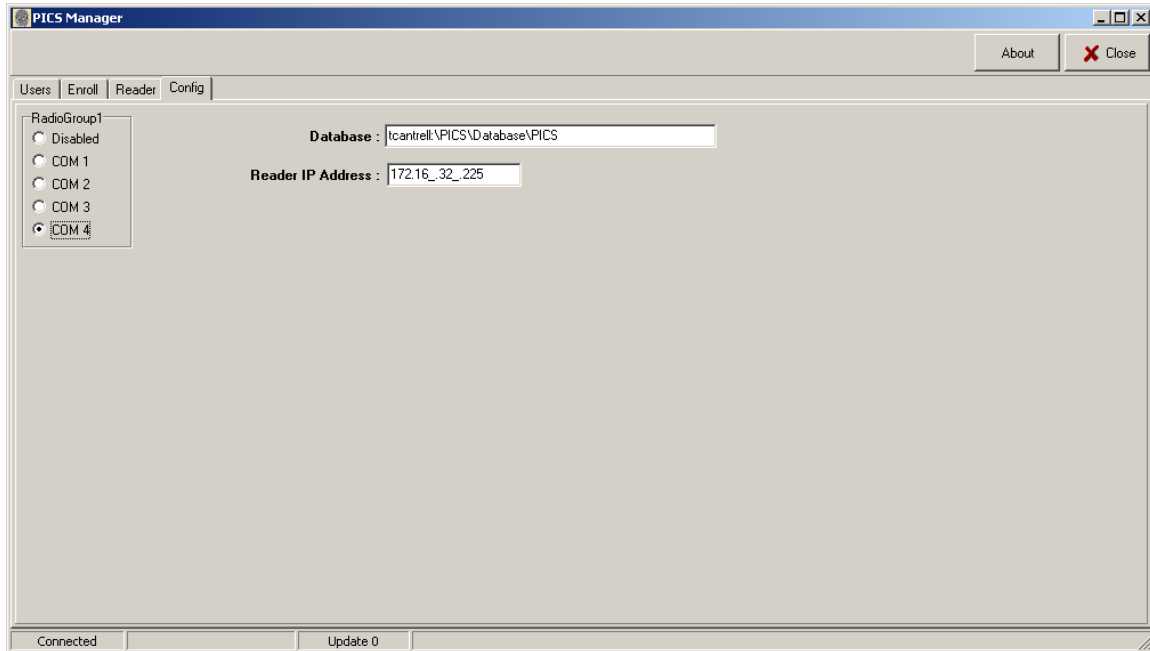 PICS Manager
About
Close
Users Enroll Reader Config
RadioGroup1
Disabled
COM 1
COM 2
COM 3
COM 4
Database : tcantrell:\PICS\Database\PICS
Reader IP Address : 172.16_.32_.225
Connected
Update 0